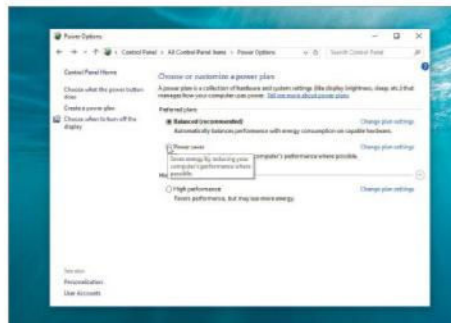 Power Options
Control Panel > All Control Panel Items > Power Options
Search Control Panel
Control Panel Home
Choose what the power button does
Create a power plan
Choose when to turn off the display
Choose or customize a power plan
A power plan is a collection of hardware and system settings (like display brightness, sleep, etc.) that
manages how your computer uses power. Tell me more about power plans
Preferred plans
Balanced (recommended) Change plan settings
Automatically balances performance with energy consumption on capable hardware.
Power saver Change plan settings
computer's performance where possible.
Save energy by reducing your
computer's performance where
possible.
High performance Change plan settings
Favors performance, but may use more energy.
See also
Personalization
User Accounts